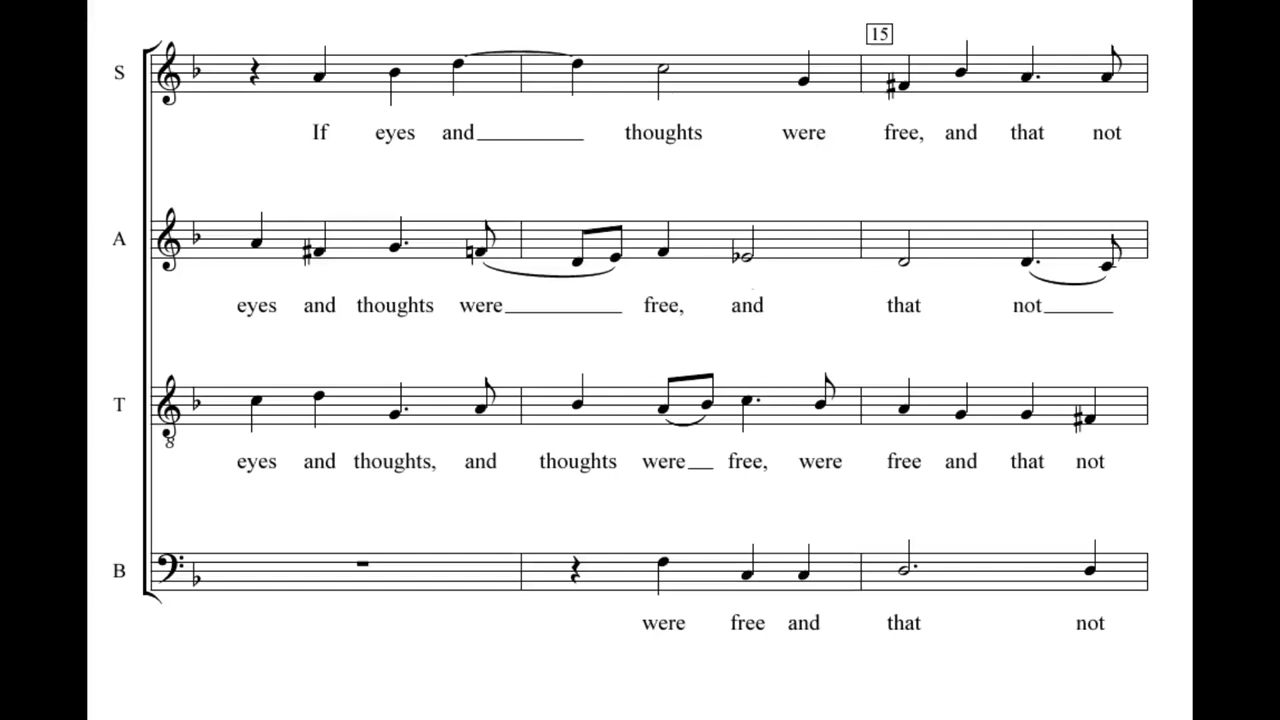 15
S
If eyes and thoughts were free, and that not
A
eyes and thoughts were free, and that not
T
8
eyes and thoughts, and thoughts were free, were free and that not
B
were free and that not